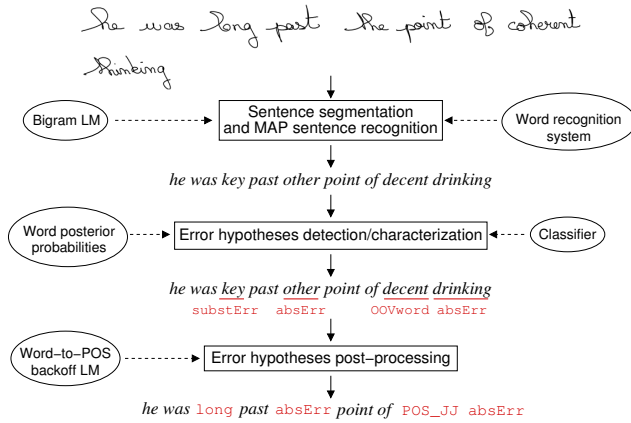 he was long past the point of coherent
thinking
Bigram LM
Sentence segmentation
and MAP sentence recognition
Word recognition
system
he was key past other point of decent drinking
Word posterior
probabilities
Error hypotheses detection/characterization
Classifier
he was key past other point of decent drinking
substErr absErr OOVword absErr
Word-to-POS
backoff LM
Error hypotheses post-processing
he was long past absErr point of POS_JJ absErr